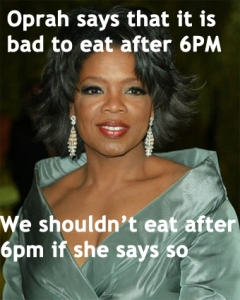 Oprah says that it is
bad to eat after 6PM
We shouldn't eat after
6pm if she says so